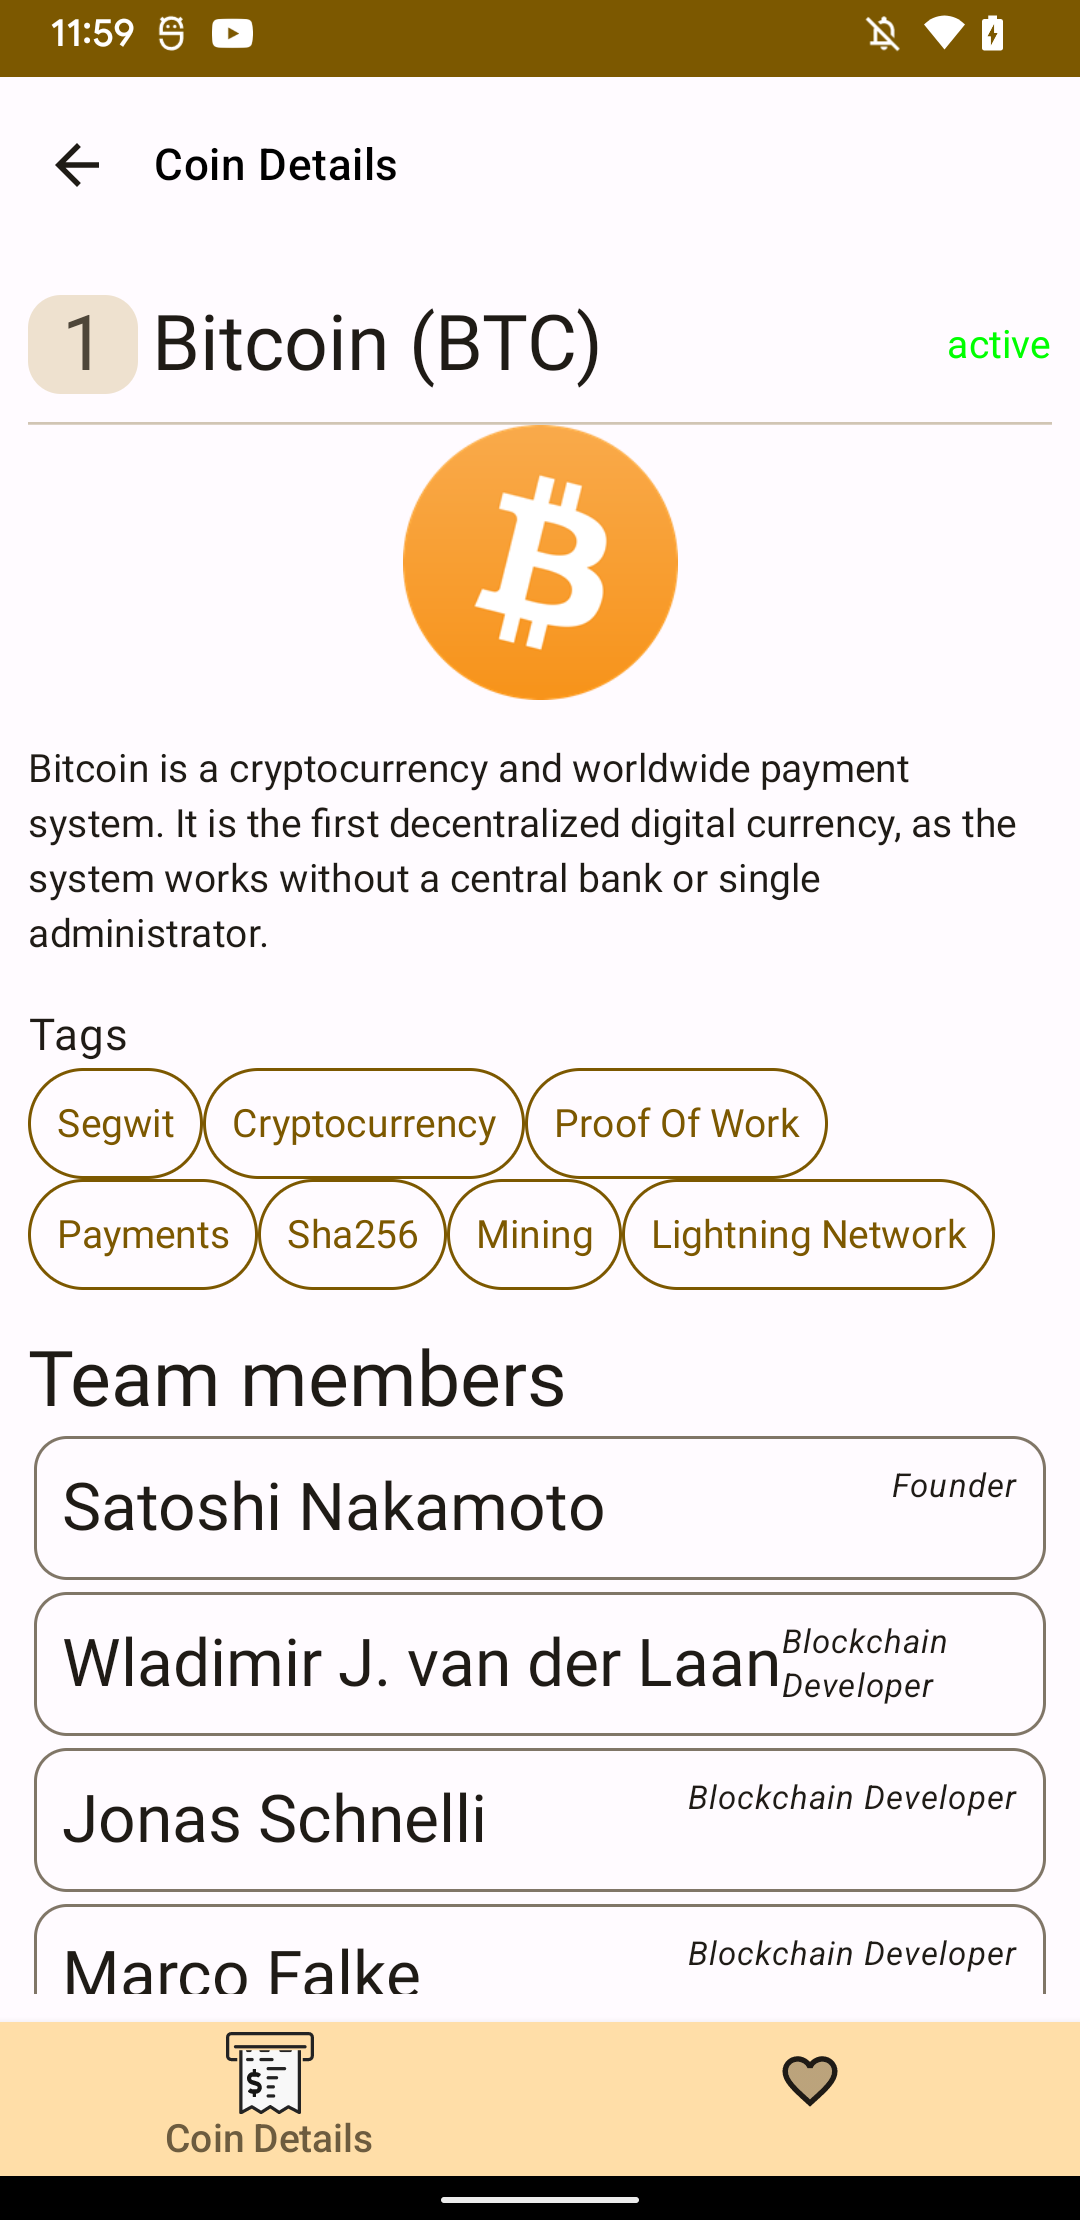 11:59
Coin Details
1 Bitcoin (BTC) active
Bitcoin is a cryptocurrency and worldwide payment
system. It is the first decentralized digital currency, as the
system works without a central bank or single
administrator.
Tags
Segwit Cryptocurrency Proof Of Work
Payments Sha256 Mining Lightning Network
Team members
Satoshi Nakamoto Founder
Wladimir J. van der Laan Blockchain
Developer
Jonas Schnelli Blockchain Developer
Marco Falke Blockchain Developer
Coin Details